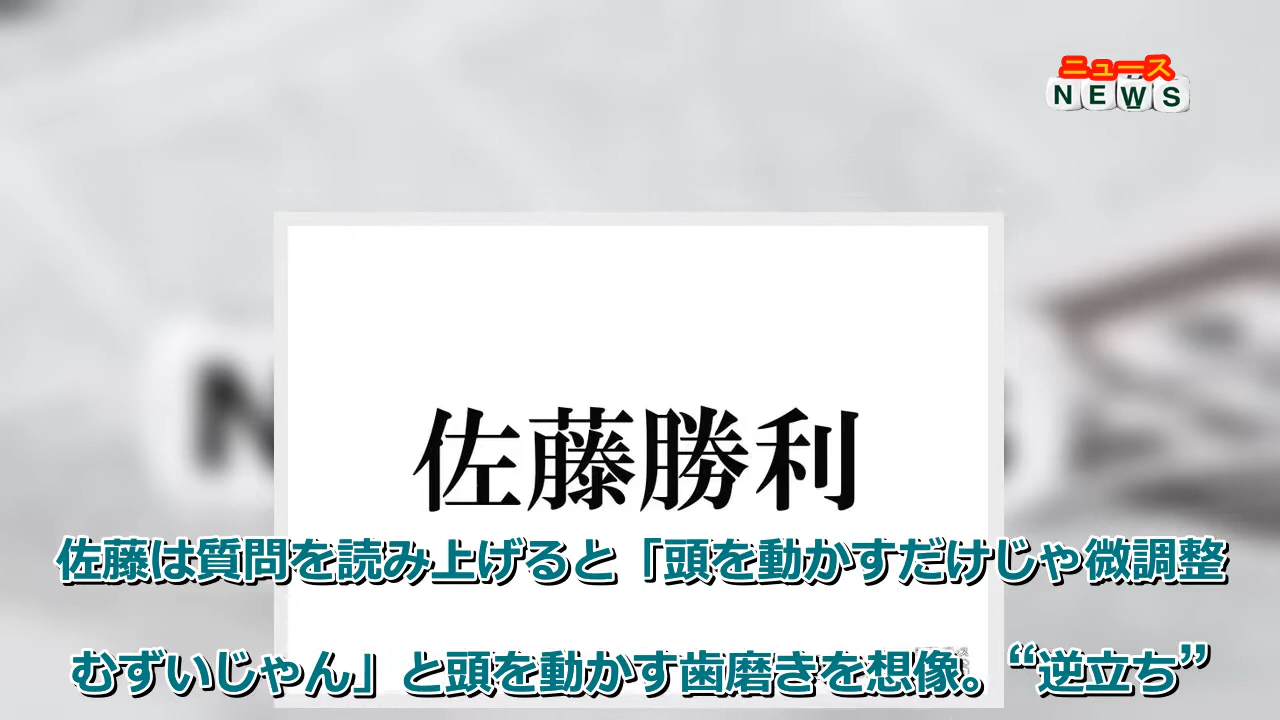 ニュース
NEWS
佐藤勝利
佐藤は質問を読み上げると「頭を動かすだけじゃ微調整
むずいじゃん」と頭を動かす歯磨きを想像。“逆立ち”